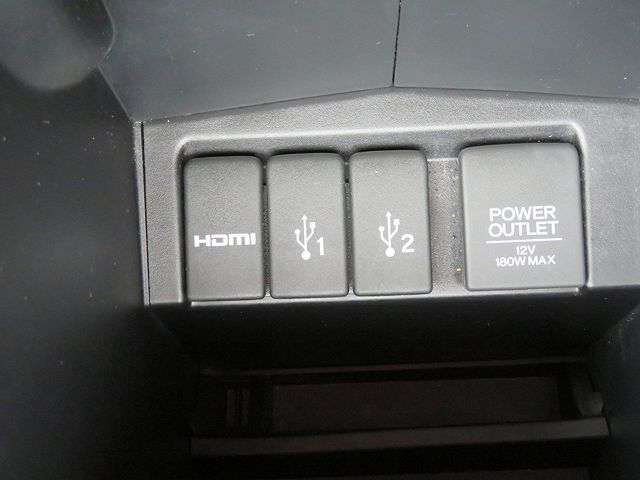 HDMI
1
2
POWER
OUTLET
12V
180W MAX